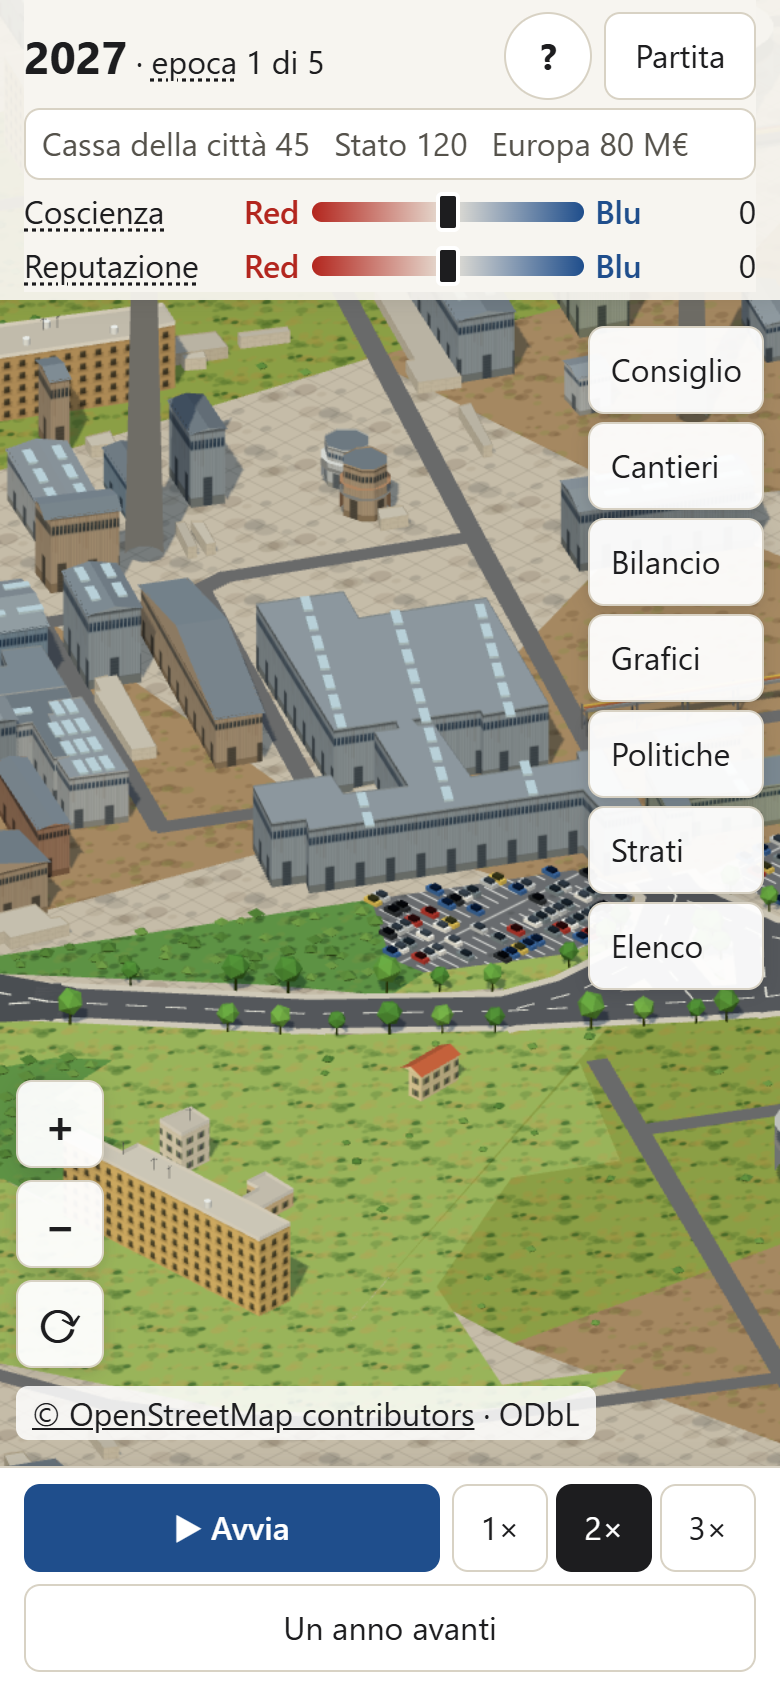 2027 · epoca 1 di 5
?
Partita
Cassa della città 45 Stato 120 Europa 80 M€
Coscienza Red Blu 0
Reputazione Red Blu 0
Consiglio
Cantieri
Bilancio
Grafici
Politiche
Strati
Elenco
+
−
© OpenStreetMap contributors · ODbL
▶ Avvia
1×
2×
3×
Un anno avanti